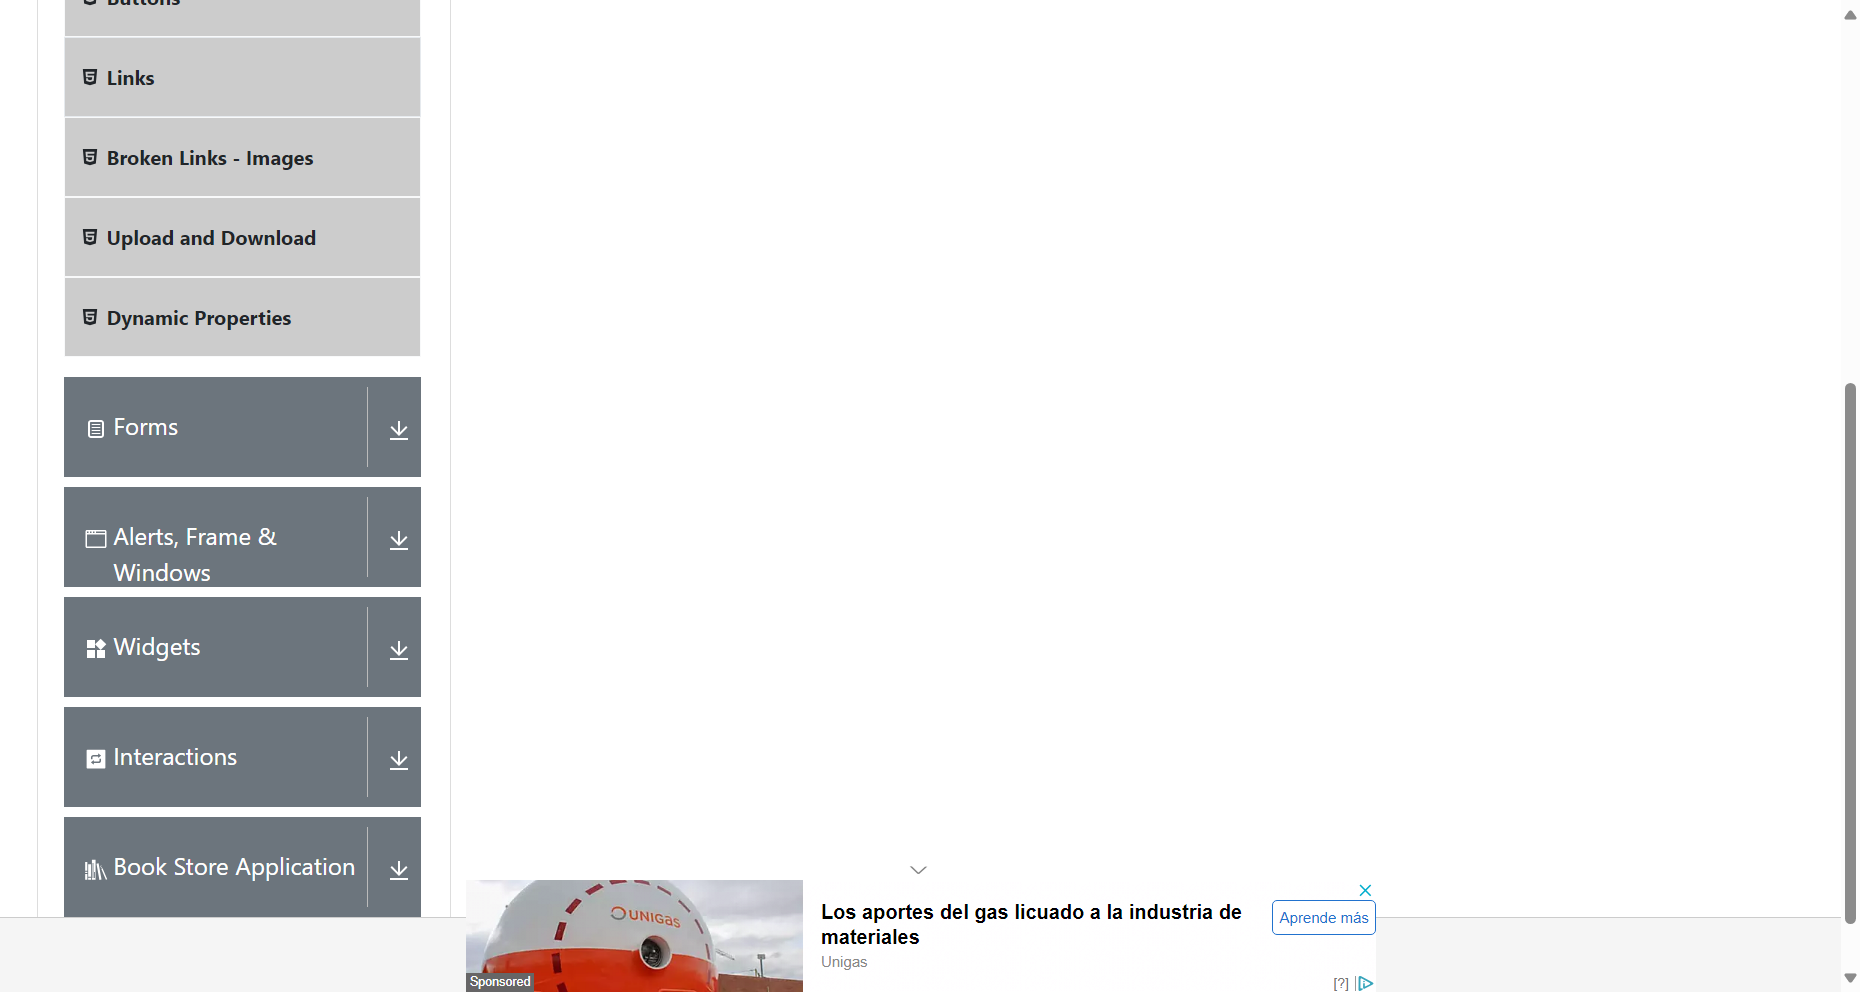 Buttons
Links
Broken Links - Images
Upload and Download
Dynamic Properties
Forms
Alerts, Frame &
Windows
Widgets
Interactions
Book Store Application
UNIGas
Sponsored
Los aportes del gas licuado a la industria de
materiales
Unigas
Aprende más
[?]